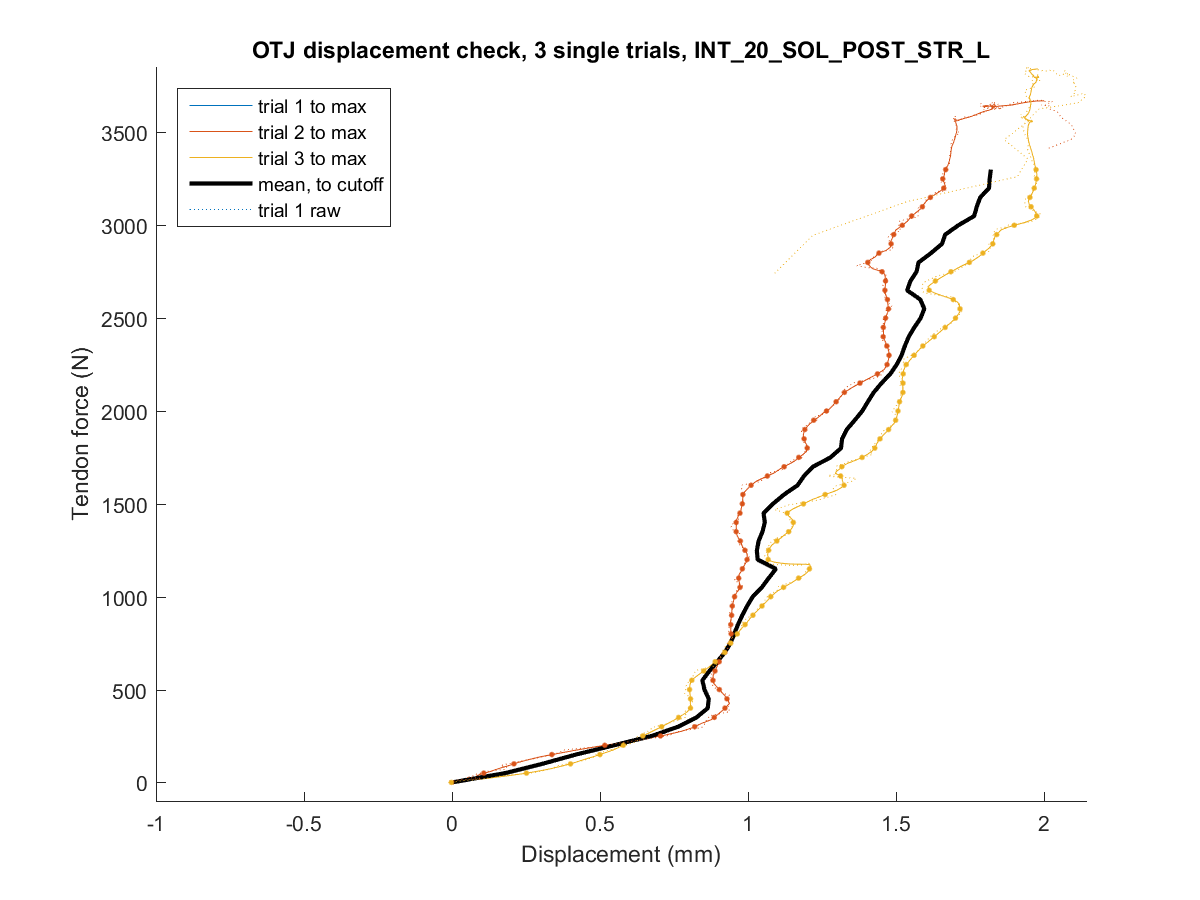 OTJ displacement check, 3 single trials, INT_20_SOL_POST_STR_L
trial 1 to max
trial 2 to max
trial 3 to max
mean, to cutoff
trial 1 raw
Tendon force (N)
3500
3000
2500
2000
1500
1000
500
0
-1 -0.5 0 0.5 1 1.5 2
Displacement (mm)